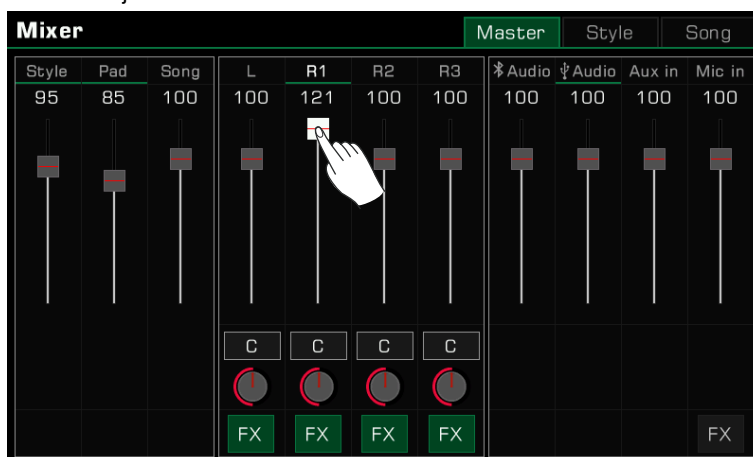 Mixer Master Style Song
Style Pad Song L R1 R2 R3 Audio Audio Aux in Mic in
95 85 100 100 121 100 100 100 100 100 100
C C C C
FX FX FX FX FX